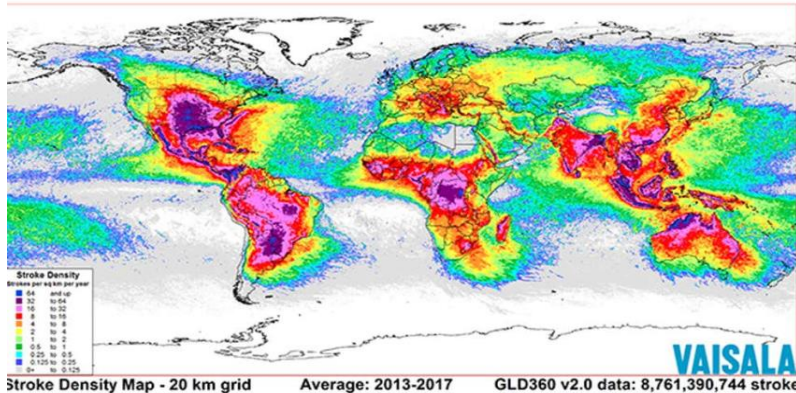 Stroke Density
Strokes per sq km per year
64 and up
32 to 64
16 to 32
8 to 16
4 to 8
2 to 4
1 to 2
0.5 to 1
0.25 to 0.5
0.125 to 0.25
0+ to 0.125
VAISALA
Stroke Density Map - 20 km grid Average: 2013-2017 GLD360 v2.0 data: 8,761,390,744 stroke